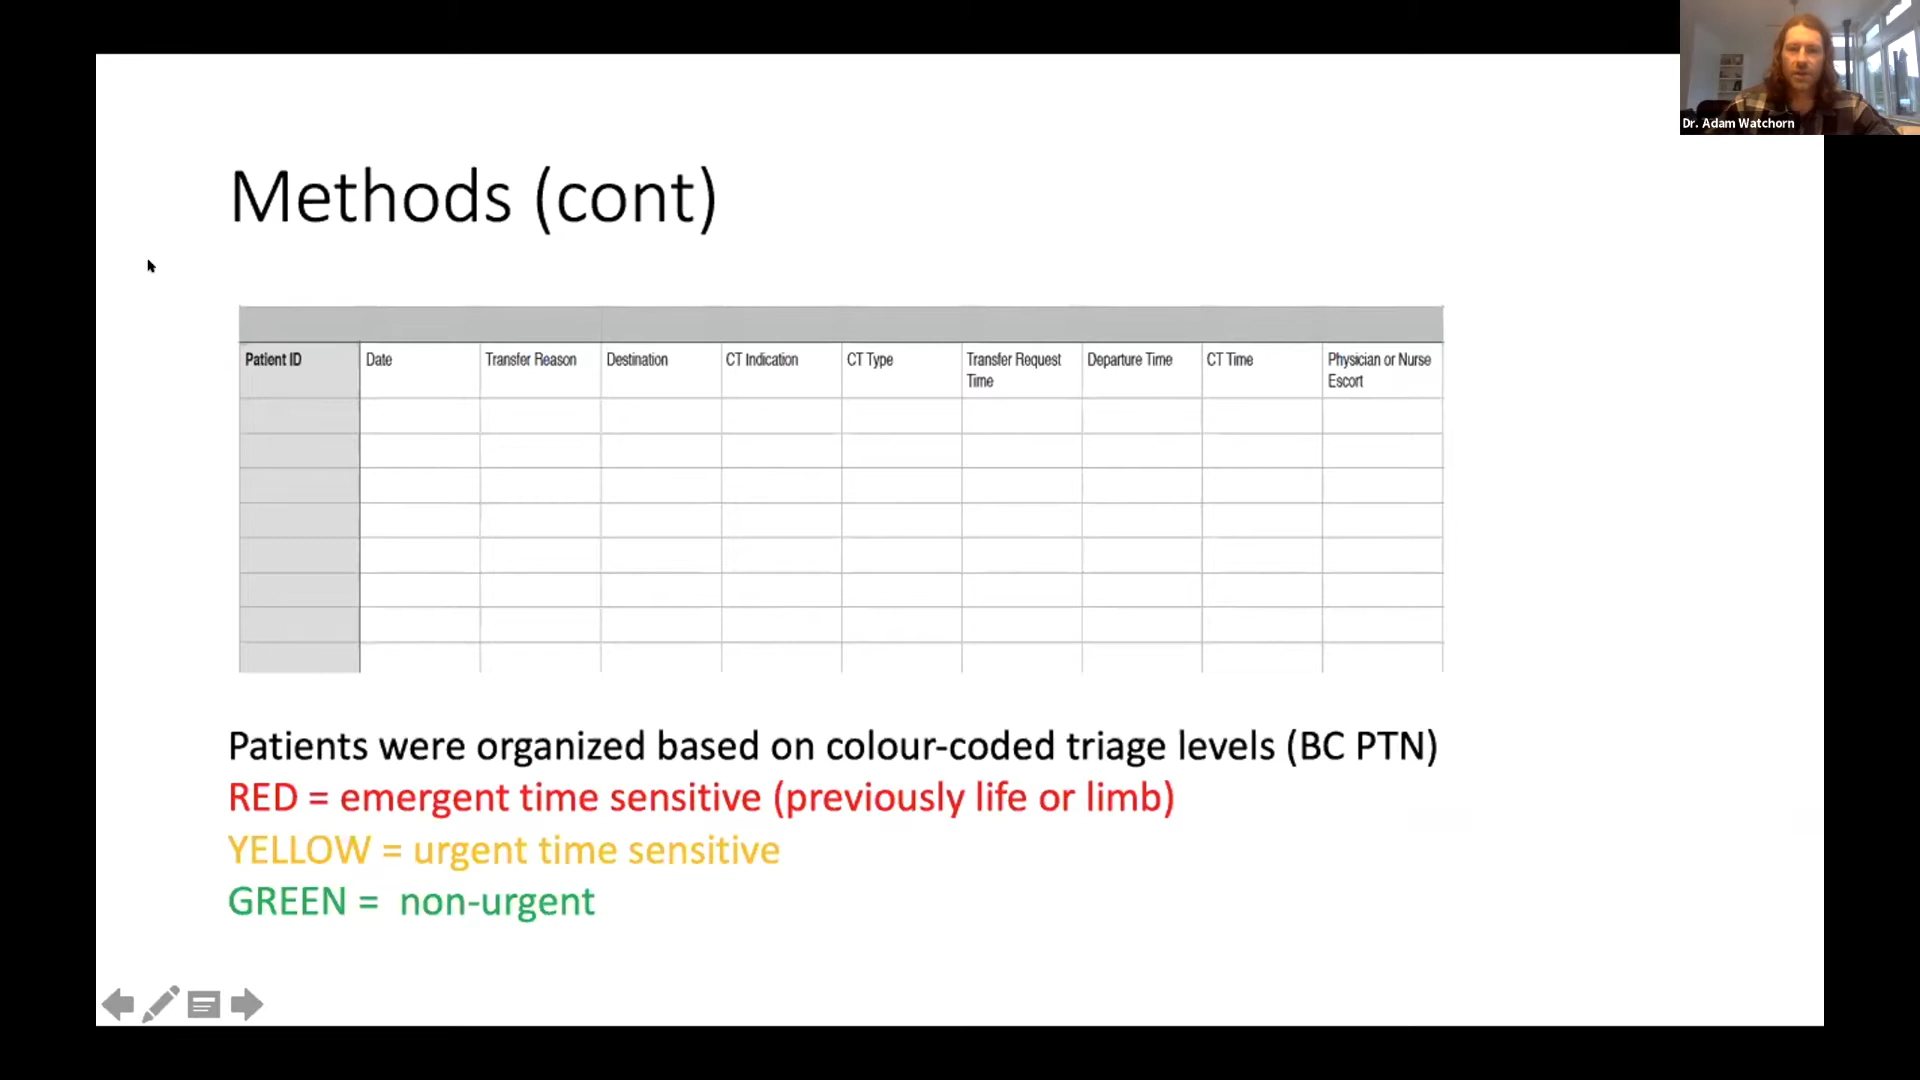 Dr. Adam Watchorn
Methods (cont)
Patient ID
Date
Transfer Reason
Destination
CT Indication
CT Type
Transfer Request
Time
Departure Time
CT Time
Physician or Nurse
Escort
Patients were organized based on colour-coded triage levels (BC PTN)
RED = emergent time sensitive (previously life or limb)
YELLOW = urgent time sensitive
GREEN = non-urgent